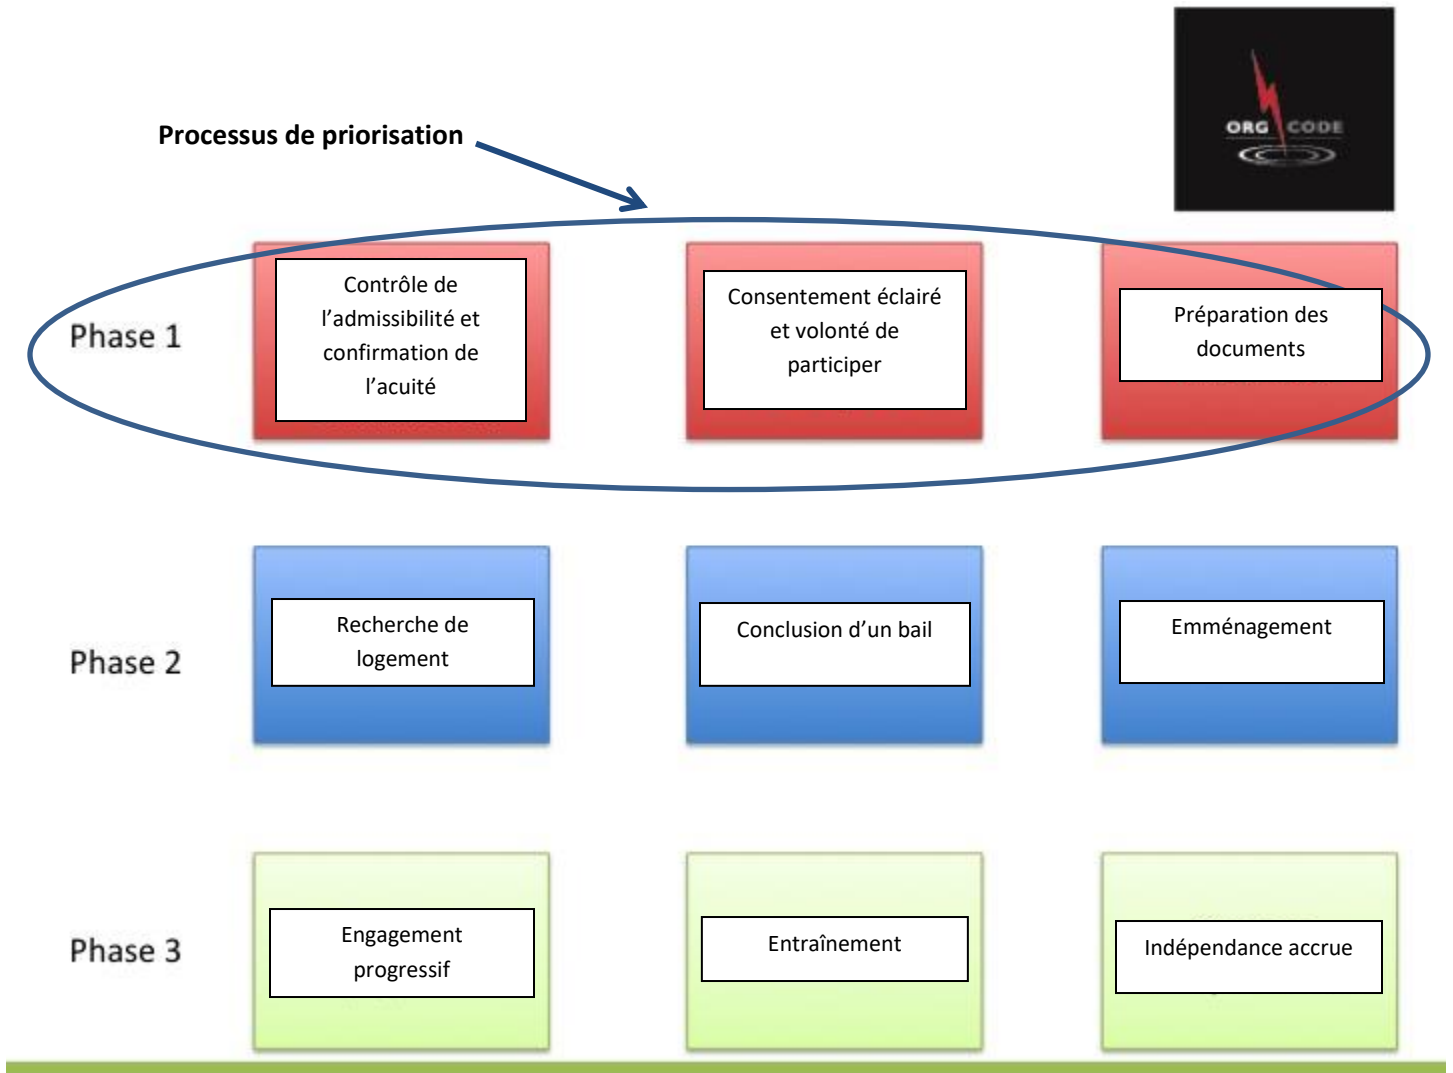 ORG CODE
Processus de priorisation
Phase 1
Contrôle de
l’admissibilité et
confirmation de
l’acuité
Consentement éclairé
et volonté de
participer
Préparation des
documents
Phase 2
Recherche de
logement
Conclusion d’un bail
Emménagement
Phase 3
Engagement
progressif
Entraînement
Indépendance accrue